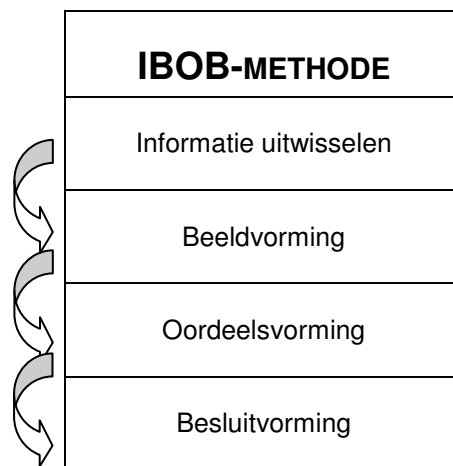 IBOB-METHODE
Informatie uitwisselen
Beeldvorming
Oordeelsvorming
Besluitvorming